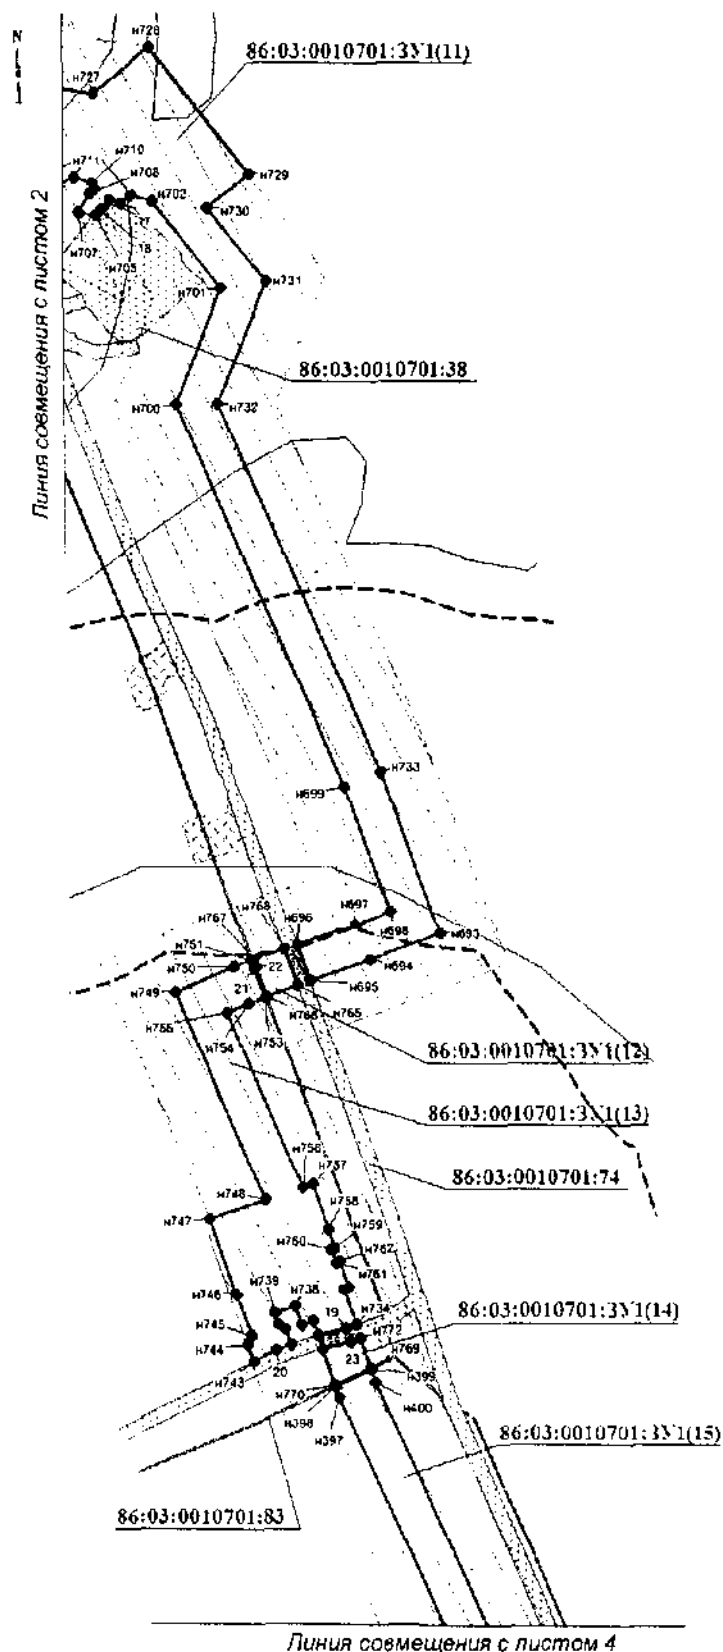 N
н728
86:03:0010701:ЗУ1(11)
н727
н710
н708
н729
н702
н730
17
18
н707
н705
Линия совмещения с листом 2
н731
н701
86:03:0010701:38
н700
н732
н733
н699
н768
н696
н697
н767
н693
н698
н751
н750
22
н694
н695
н749
21
н766
н765
н755
н754
н753
86:03:0010701:ЗУ1(12)
86:03:0010701:ЗУ1(13)
н756
н757
86:03:0010701:74
н748
н758
н747
н759
н760
н762
н761
н746
н739
н738
19
н734
86:03:0010701:ЗУ1(14)
н745
н772
н744
23
н769
20
н743
н399
н770
н400
н398
н397
86:03:0010701:ЗУ1(15)
86:03:0010701:83
Линия совмещения с листом 4